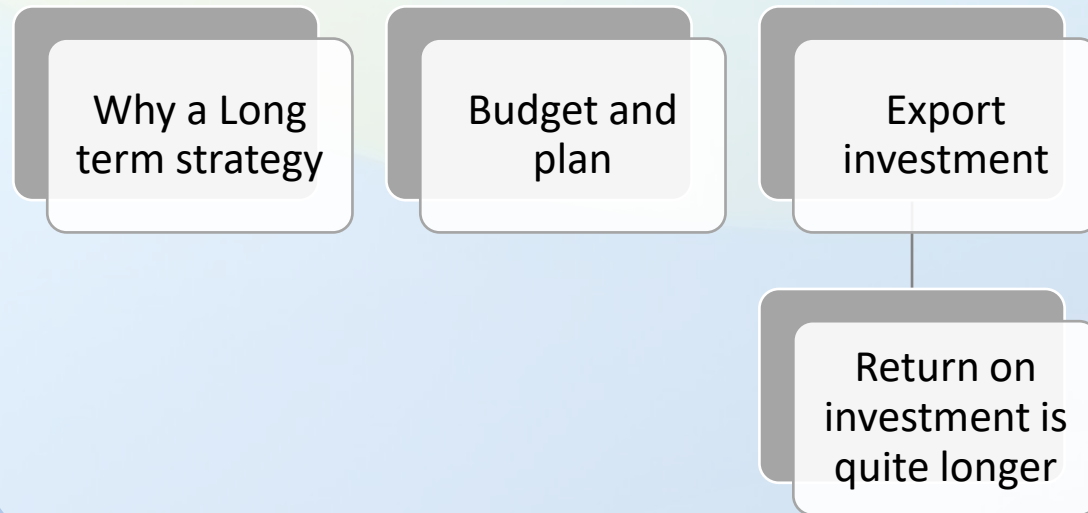 Why a Long
term strategy
Budget and
plan
Export
investment
Return on
investment is
quite longer